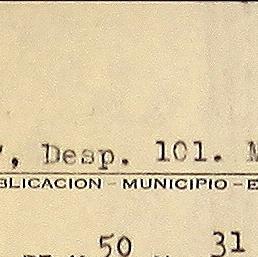 , Desp. 101.
BLICACION - MUNICIPIO - E
50 31